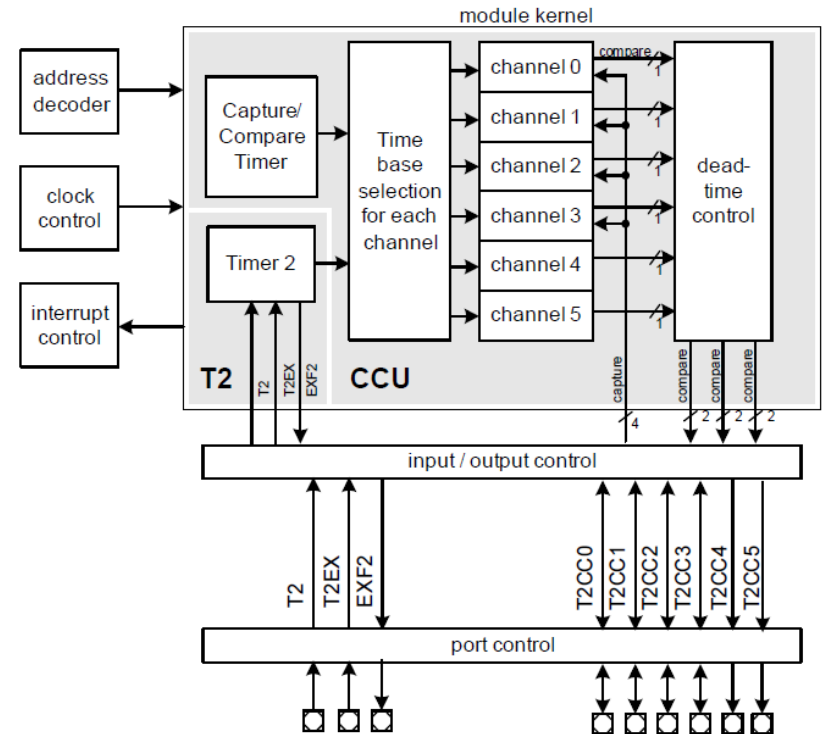 module kernel
address
decoder
clock
control
interrupt
control
Capture/
Compare
Timer
Timer 2
T2
T2
T2EX
EXF2
Time
base
selection
for each
channel
CCU
channel 0
channel 1
channel 2
channel 3
channel 4
channel 5
compare
1
1
1
1
1
1
dead-
time
control
capture
4
compare
2
compare
2
compare
2
input / output control
T2
T2EX
EXF2
T2CC0
T2CC1
T2CC2
T2CC3
T2CC4
T2CC5
port control